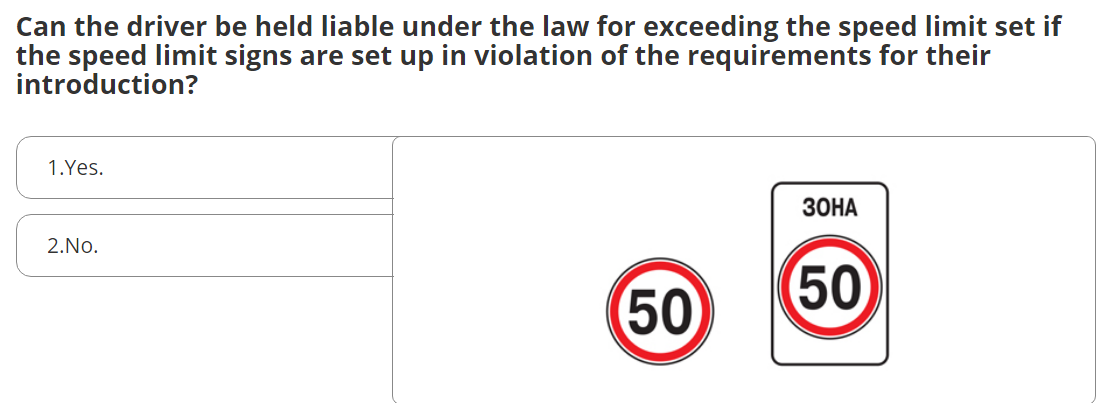 Can the driver be held liable under the law for exceeding the speed limit set if
the speed limit signs are set up in violation of the requirements for their
introduction?
1.Yes.
2.No.
ЗОНА
50
50